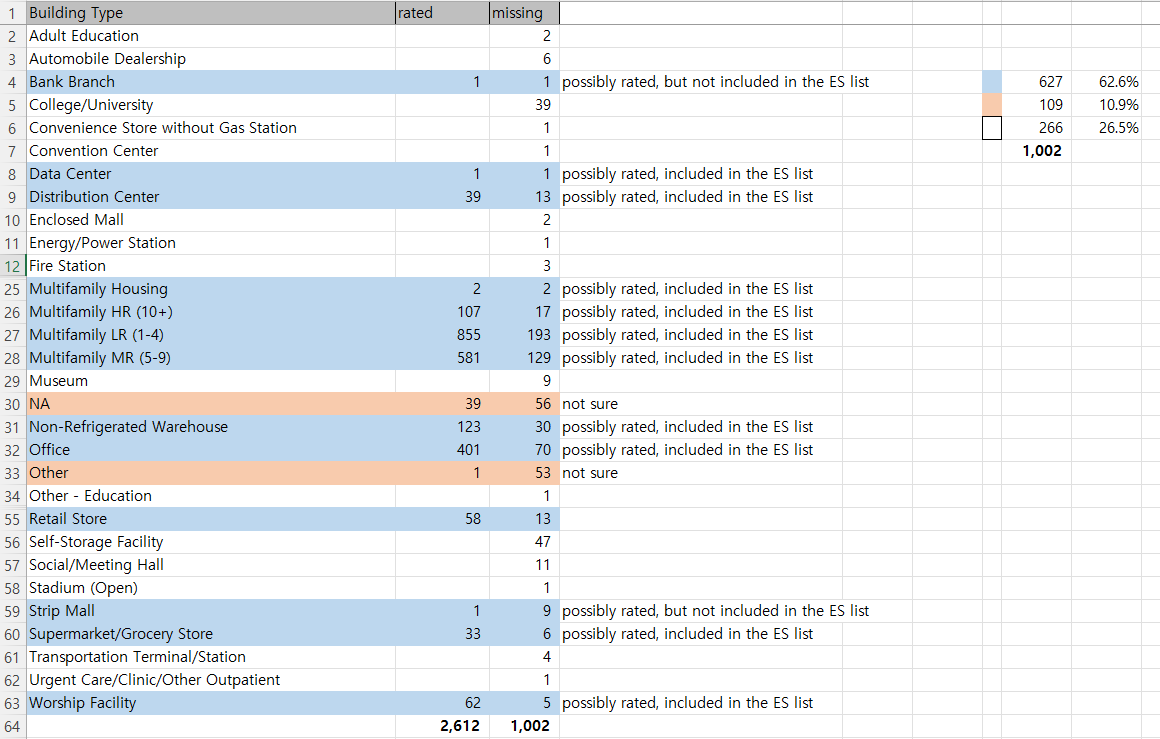 1 Building Type rated missing
2 Adult Education 2
3 Automobile Dealership 6
4 Bank Branch 1 1 possibly rated, but not included in the ES list 627 62.6%
5 College/University 39 109 10.9%
6 Convenience Store without Gas Station 1 266 26.5%
7 Convention Center 1 1,002
8 Data Center 1 1 possibly rated, included in the ES list
9 Distribution Center 39 13 possibly rated, included in the ES list
10 Enclosed Mall 2
11 Energy/Power Station 1
12 Fire Station 3
25 Multifamily Housing 2 2 possibly rated, included in the ES list
26 Multifamily HR (10+) 107 17 possibly rated, included in the ES list
27 Multifamily LR (1-4) 855 193 possibly rated, included in the ES list
28 Multifamily MR (5-9) 581 129 possibly rated, included in the ES list
29 Museum 9
30 NA 39 56 not sure
31 Non-Refrigerated Warehouse 123 30 possibly rated, included in the ES list
32 Office 401 70 possibly rated, included in the ES list
33 Other 1 53 not sure
34 Other - Education 1
55 Retail Store 58 13
56 Self-Storage Facility 47
57 Social/Meeting Hall 11
58 Stadium (Open) 1
59 Strip Mall 1 9 possibly rated, but not included in the ES list
60 Supermarket/Grocery Store 33 6 possibly rated, included in the ES list
61 Transportation Terminal/Station 4
62 Urgent Care/Clinic/Other Outpatient 1
63 Worship Facility 62 5 possibly rated, included in the ES list
64 2,612 1,002